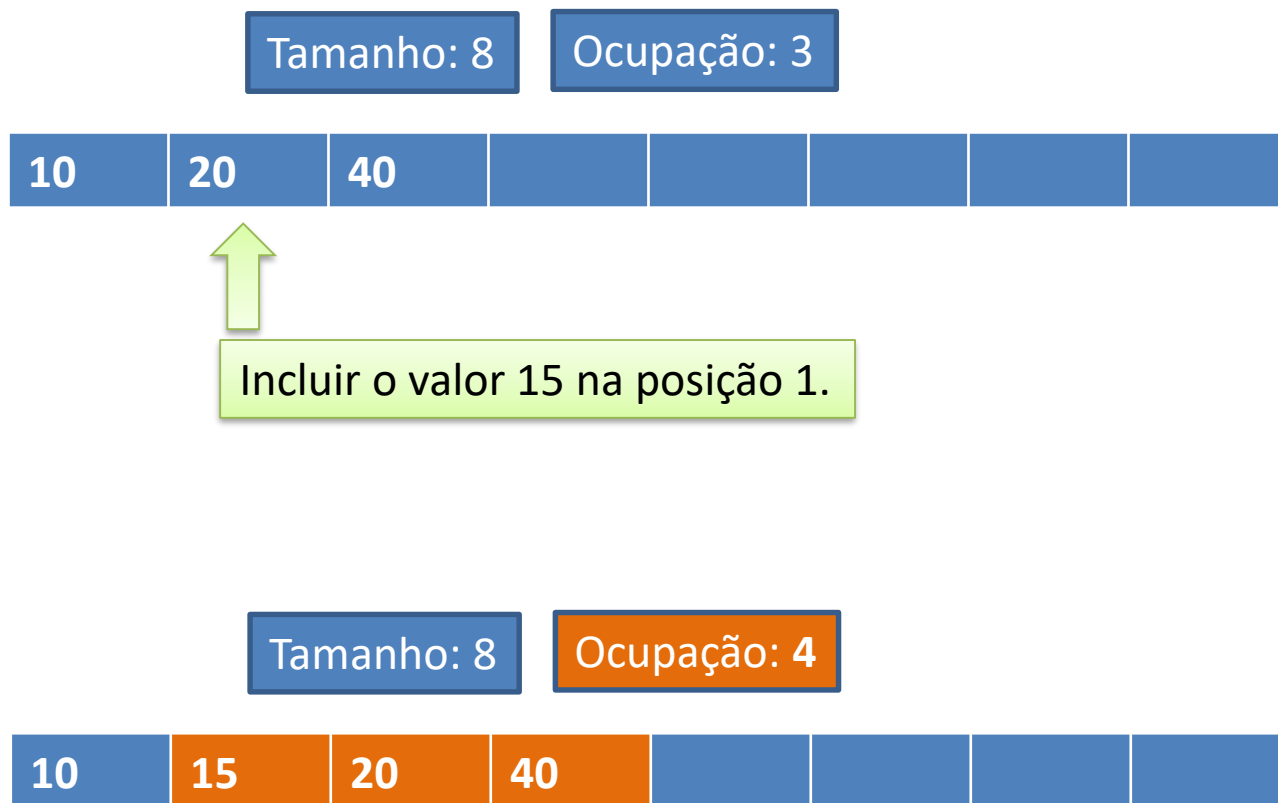 Tamanho: 8 Ocupação: 3
10 20 40
Incluir o valor 15 na posição 1.
Tamanho: 8 Ocupação: 4
10 15 20 40